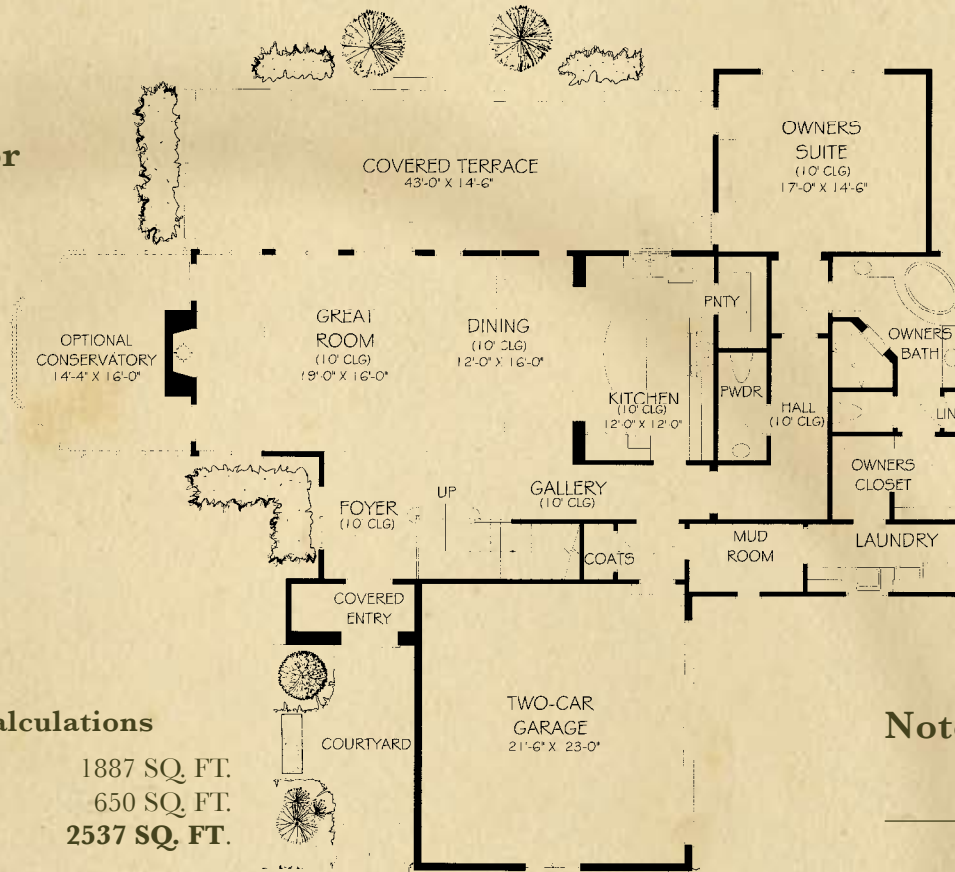 r
COVERED TERRACE
43'-0" X 14'-6"
OWNERS
SUITE
(10' CLG)
17'-0" X 14'-6"
OPTIONAL
CONSERVATORY
14'-4" X 16'-0"
GREAT
ROOM
(10' CLG)
19'-0" X 16'-0"
DINING
(10' CLG)
12'-0" X 16'-0"
KITCHEN
(10' CLG)
12'-0" X 12'-0"
PNTY
PWDR
HALL
(10' CLG)
OWNERS
BATH
LIN
OWNERS
CLOSET
FOYER
(10' CLG)
UP
GALLERY
(10' CLG)
COATS
MUD
ROOM
LAUNDRY
COVERED
ENTRY
COURTYARD
TWO-CAR
GARAGE
21'-6" X 23'-0"
alculations
1887 SQ. FT.
650 SQ. FT.
2537 SQ. FT.
Not